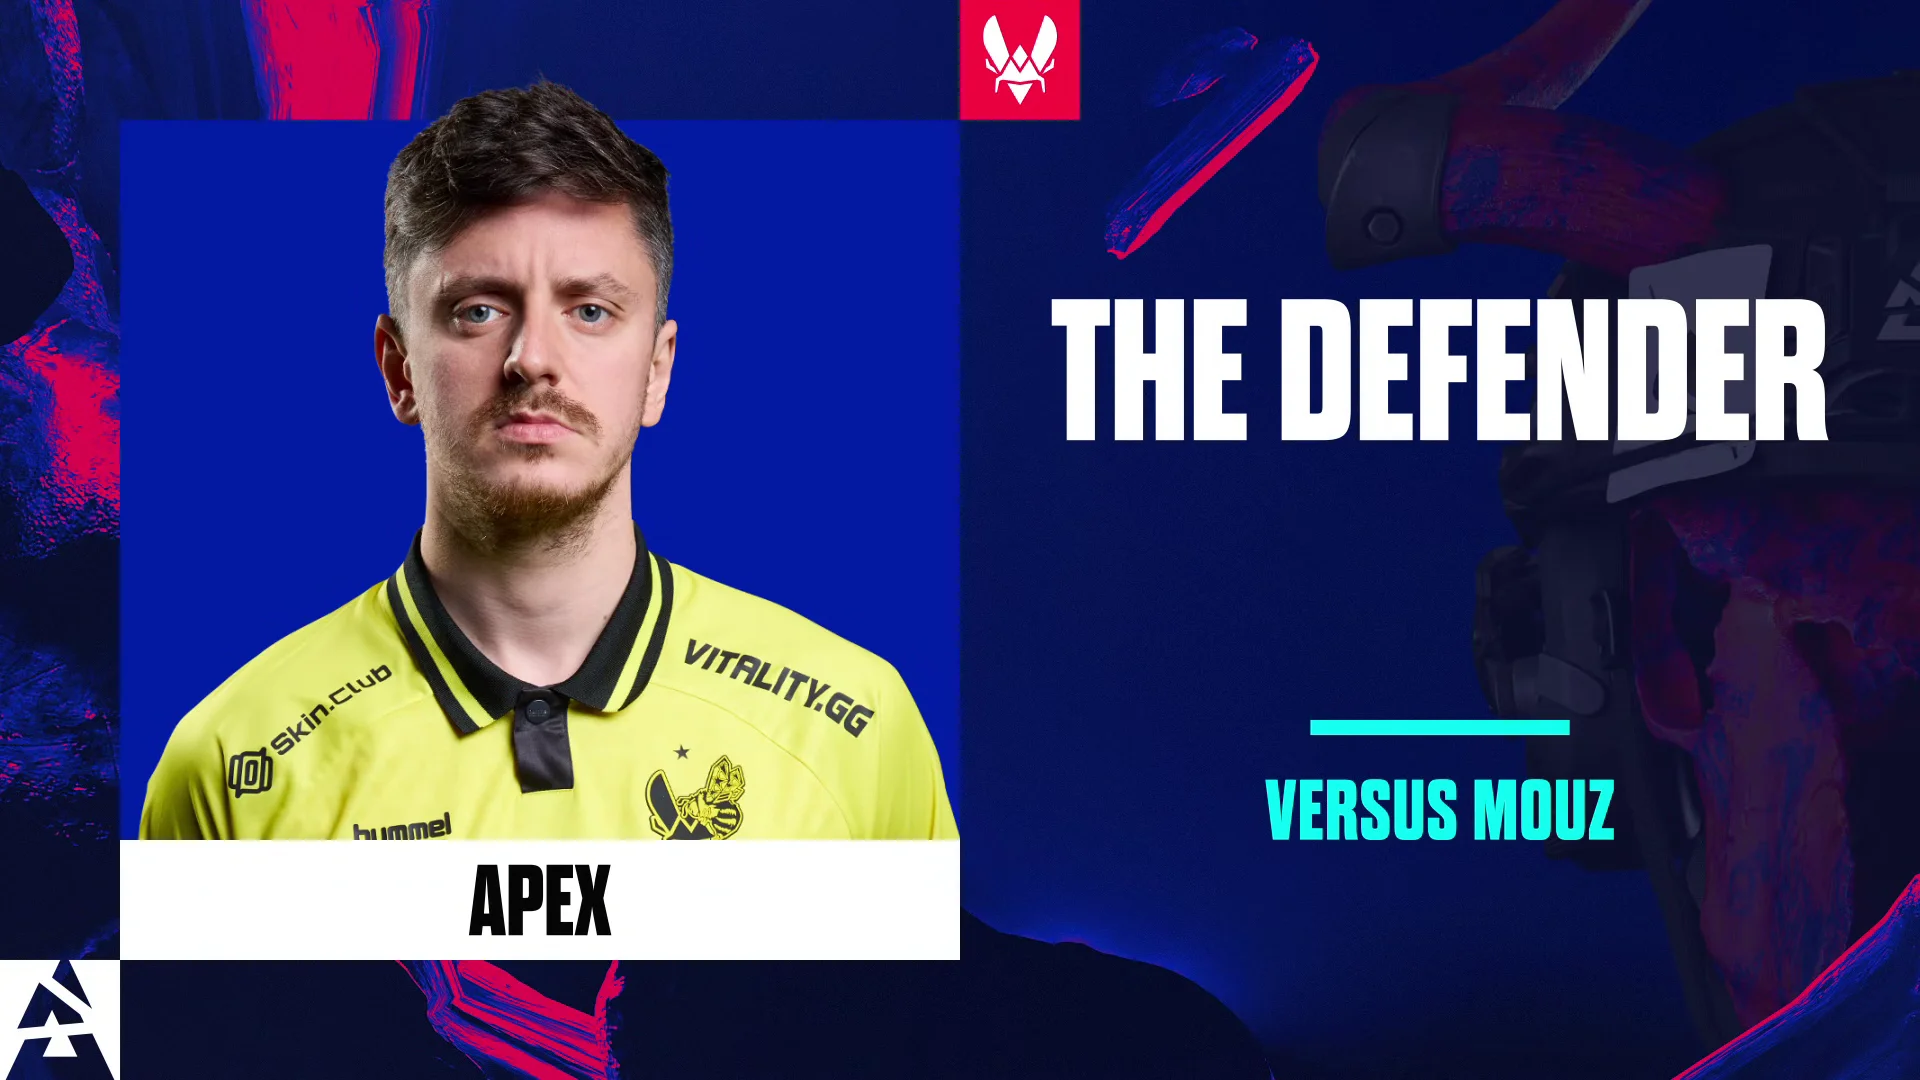 THE DEFENDER
skin.club
VITALITY.GG
hummel
VERSUS MOUZ
APEX